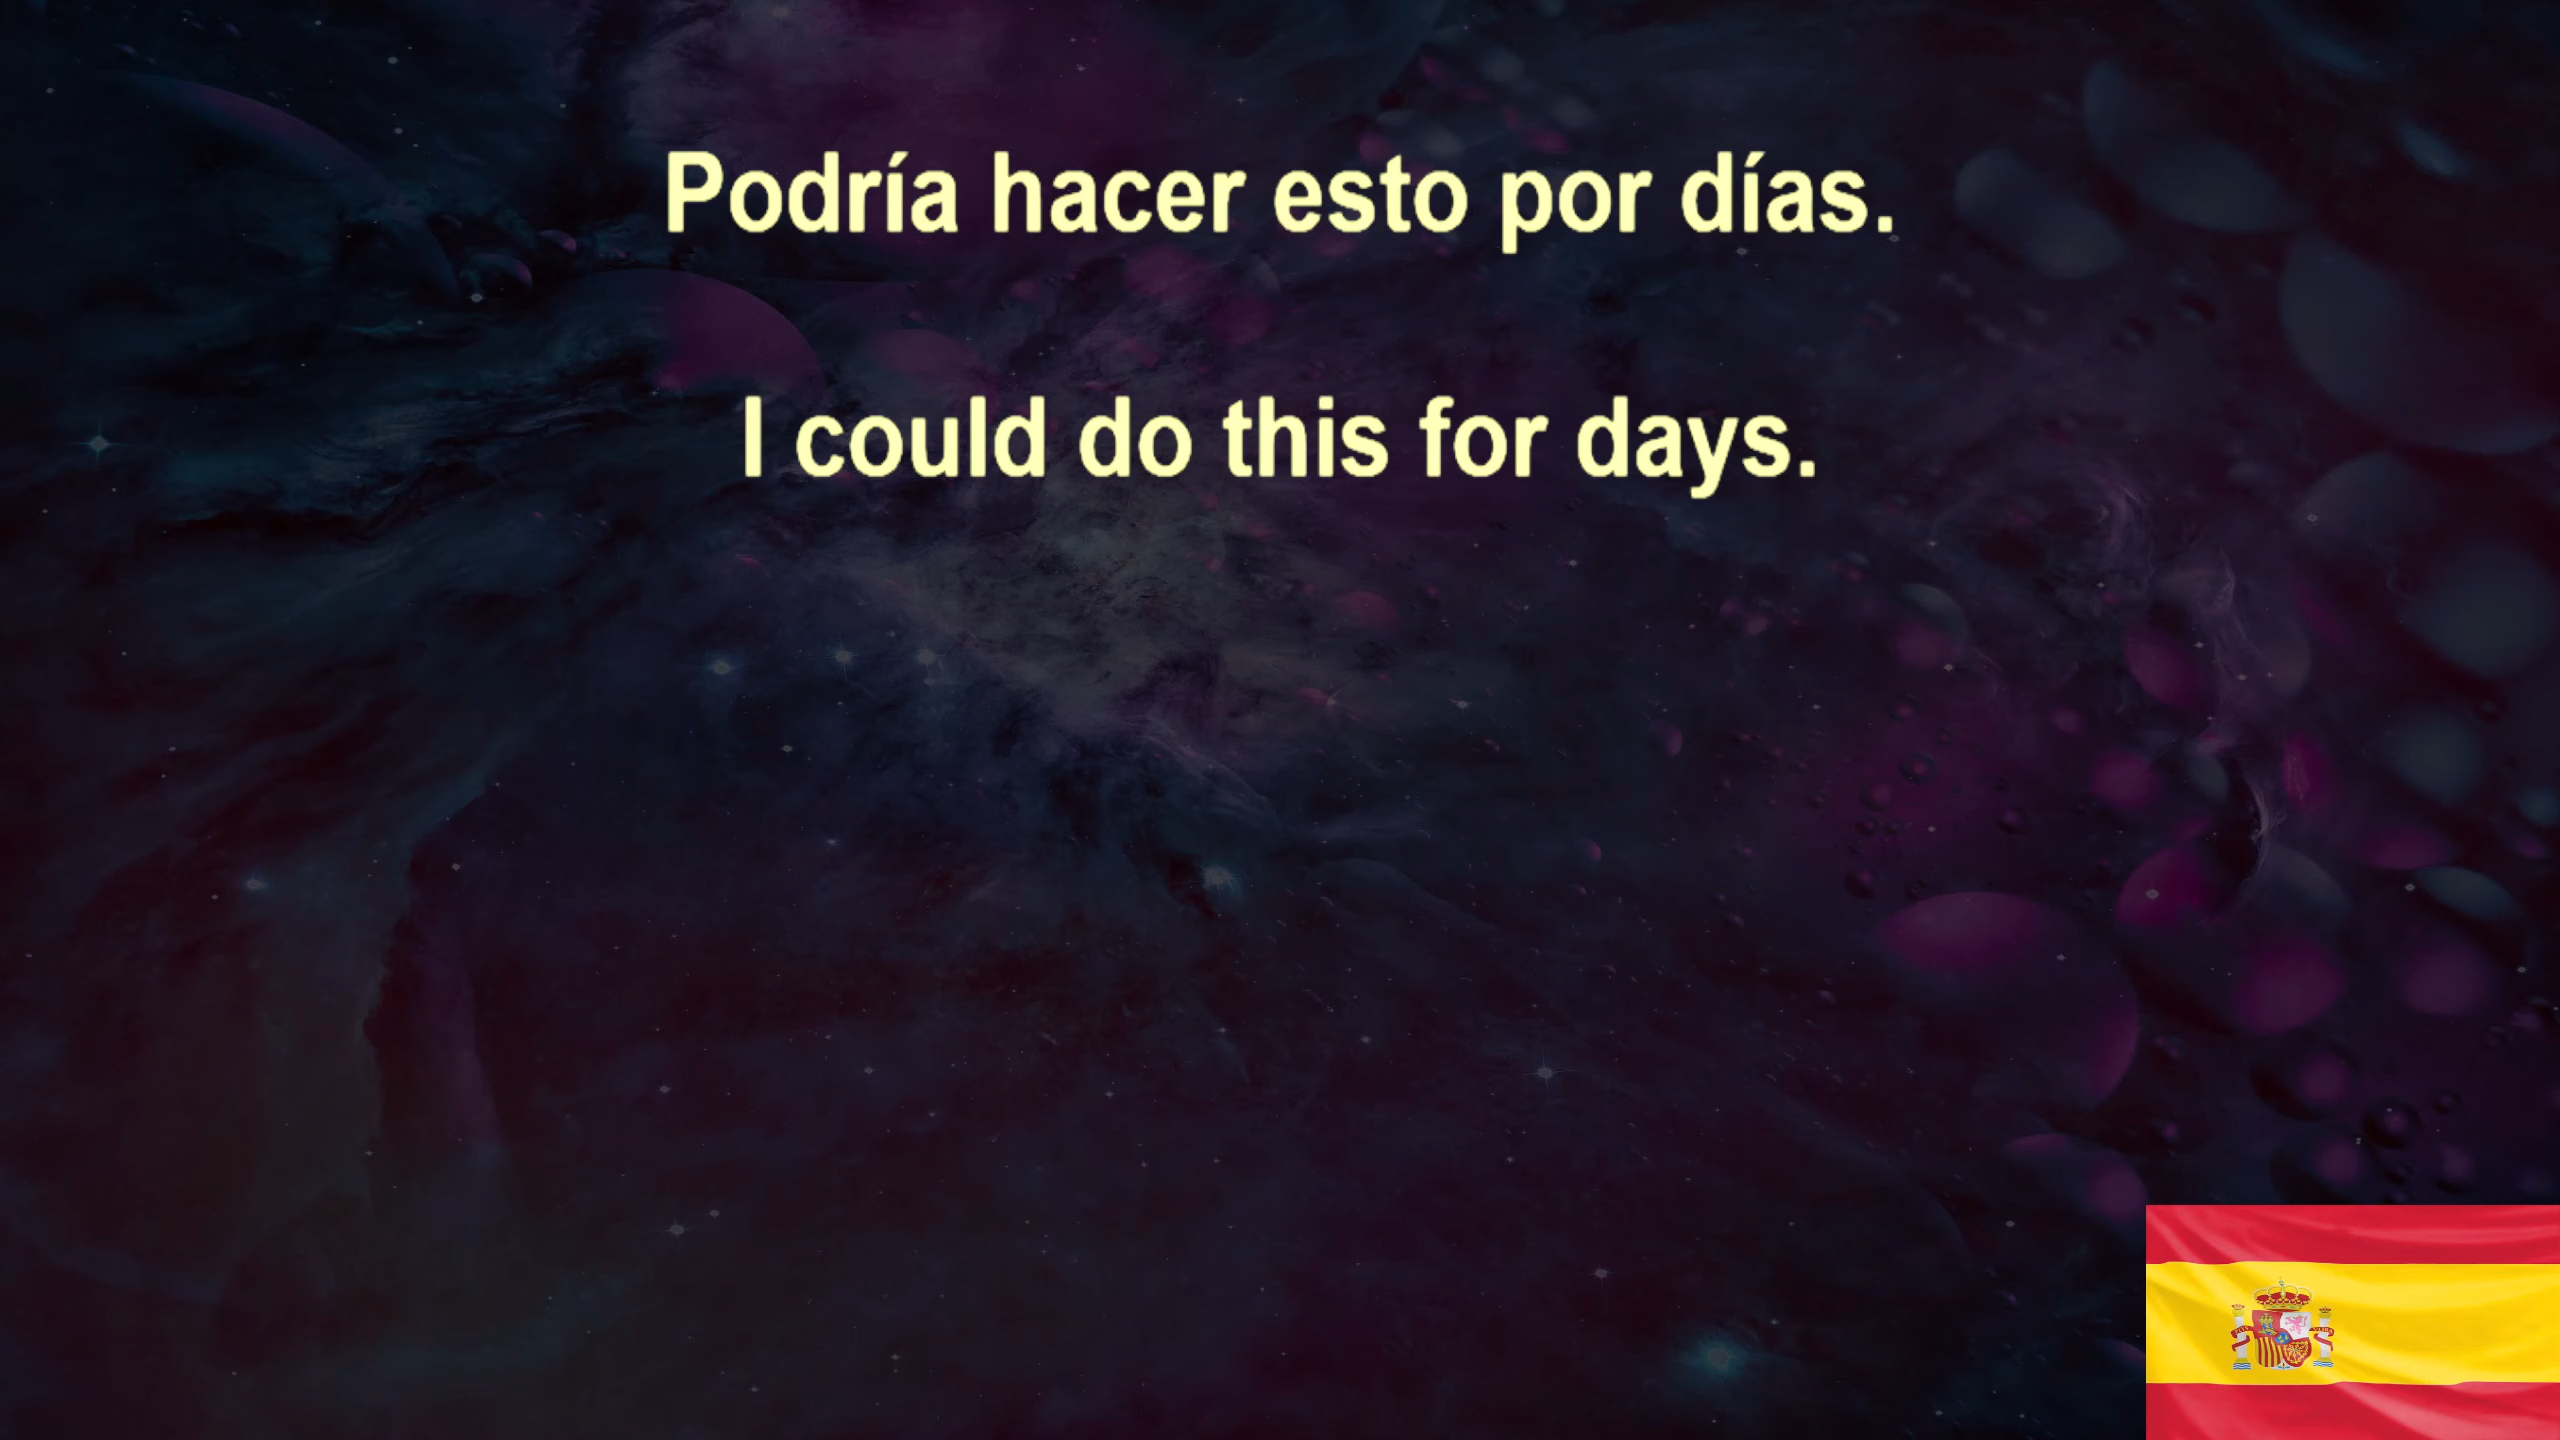 Podría hacer esto por días.
I could do this for days.